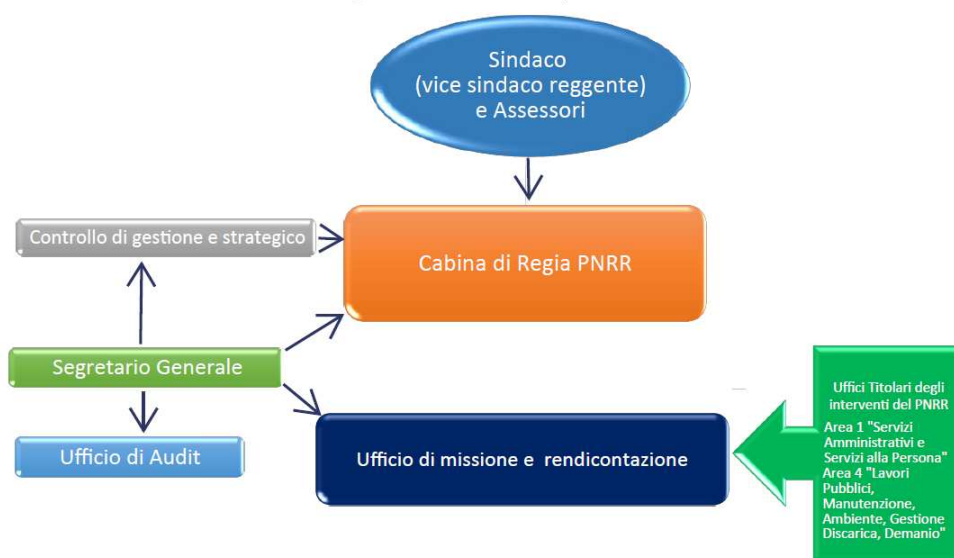 Sindaco
(vice sindaco reggente)
e Assessori
Controllo di gestione e strategico
Cabina di Regia PNRR
Segretario Generale
Ufficio di Audit
Ufficio di missione e rendicontazione
Uffici Titolari degli
interventi del PNRR
Area 1 "Servizi
Amministrativi e
Servizi alla Persona"
Area 4 "Lavori
Pubblici,
Manutenzione,
Ambiente, Gestione
Discarica, Demanio"